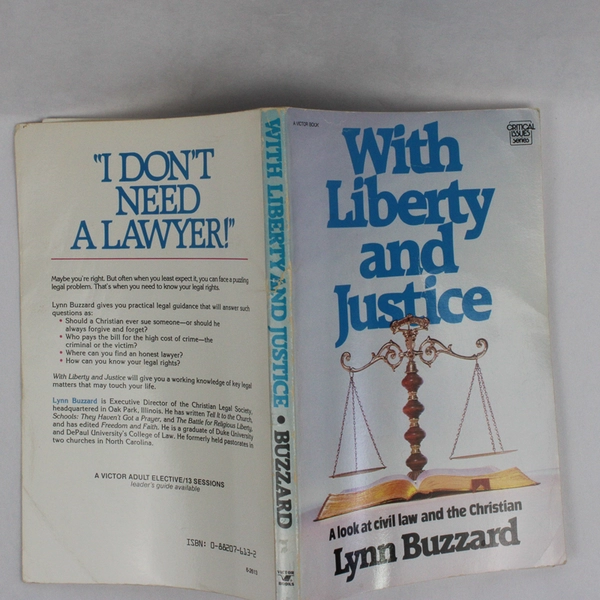 "I DON'T
NEED
A LAWYER!"
Maybe you're right. But often when you least expect it, you can face a puzzling
legal problem. That's when you need to know your legal rights.
Lynn Buzzard gives you practical legal guidance that will answer such
questions as:
• Should a Christian ever sue someone—or should he
always forgive and forget?
• Who pays the bill for the high cost of crime—the
criminal or the victim?
• Where can you find an honest lawyer?
• How can you know your legal rights?
With Liberty and Justice will give you a working knowledge of key legal
matters that may touch your life.
Lynn Buzzard is Executive Director of the Christian Legal Society,
headquartered in Oak Park, Illinois. He has written Tell It to the Church,
Schools: They Haven't Got a Prayer, and The Battle for Religious Liberty,
and has edited Freedom and Faith. He is a graduate of Duke University
and DePaul University's College of Law. He formerly held pastorates in
two churches in North Carolina.
A VICTOR ADULT ELECTIVE/13 SESSIONS
leader's guide available
ISBN: 0-88207-613-2
WITH LIBERTY AND JUSTICE • BUZZARD
VICTOR
BOOKS
A VICTOR BOOK
CRITICAL
ISSUES
Series
With
Liberty
and
Justice
A look at civil law and the Christian
Lynn Buzzard